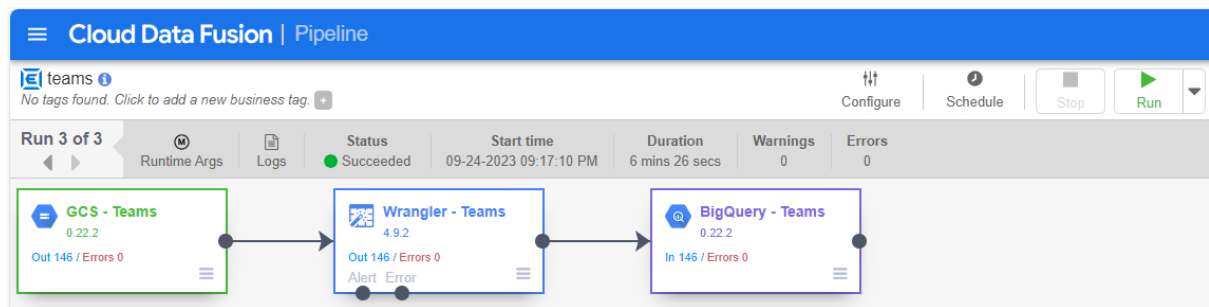 Cloud Data Fusion | Pipeline
teams
No tags found. Click to add a new business tag. +
Configure
Schedule
Stop
Run
Run 3 of 3
Runtime Args
Logs
Status
Succeeded
Start time
09-24-2023 09:17:10 PM
Duration
6 mins 26 secs
Warnings
0
Errors
0
GCS - Teams
0.22.2
Out 146 / Errors 0
Wrangler - Teams
4.9.2
Out 146 / Errors 0
Alert Error
BigQuery - Teams
0.22.2
In 146 / Errors 0